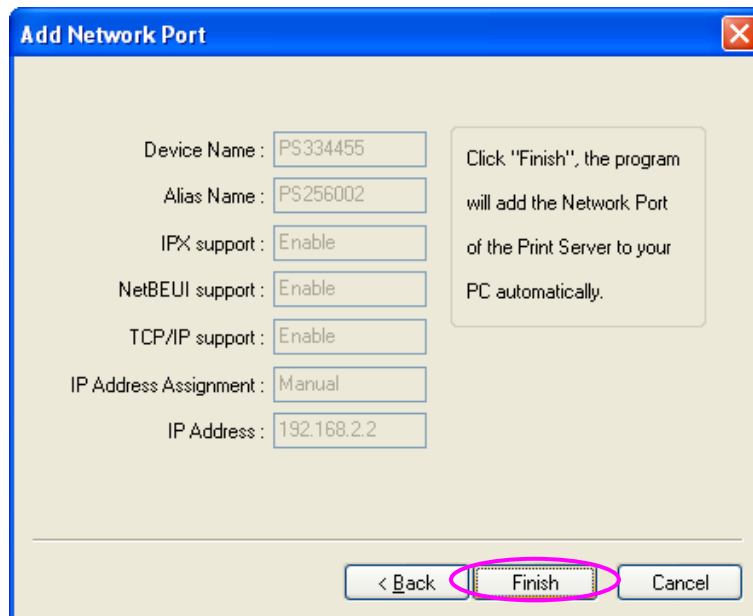 Add Network Port
Device Name : PS334455
Alias Name : PS256002
IPX support : Enable
NetBEUI support : Enable
TCP/IP support : Enable
IP Address Assignment : Manual
IP Address : 192.168.2.2
Click "Finish", the program
will add the Network Port
of the Print Server to your
PC automatically.
< Back Finish Cancel